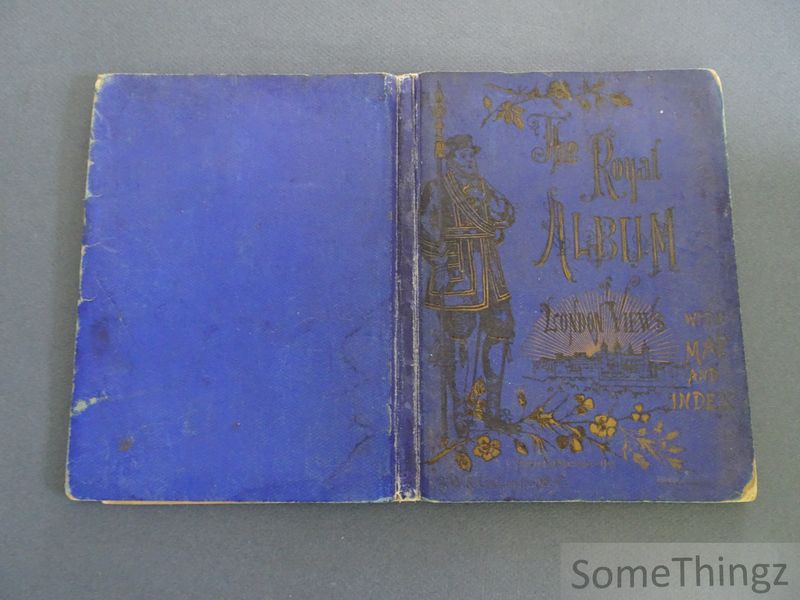 The
Royal
ALBUM
of
LONDON VIEWS
WITH
MAP
AND
INDEX
SomeThingz